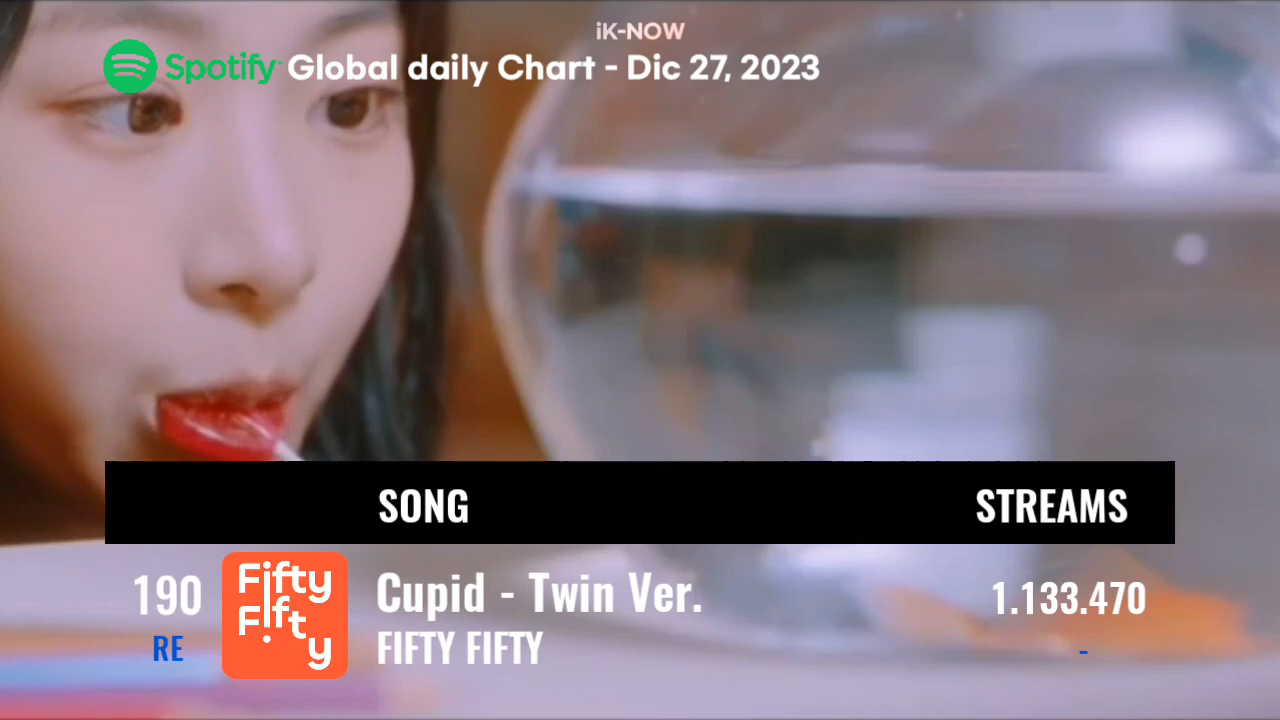 iK-NOW
Spotify Global daily Chart - Dic 27, 2023
SONG STREAMS
190 Cupid - Twin Ver. 1.133.470
RE FIFTY FIFTY -
Fifty
Fifty